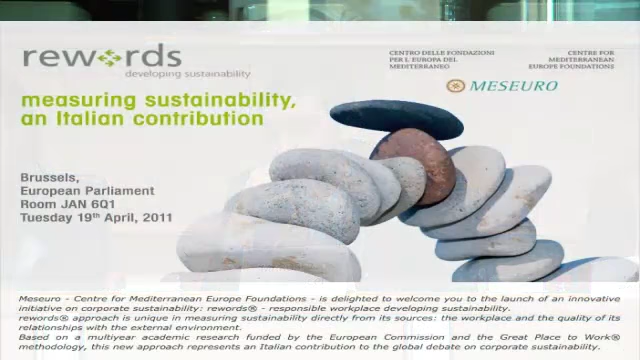 rewords
developing sustainability
CENTRO DELLE FONDAZIONI
PER L'EUROPA DEL
MEDITERRANEO
CENTRE FOR
MEDITERRANEAN
EUROPE FOUNDATIONS
MESEURO
measuring sustainability,
an Italian contribution
Brussels,
European Parliament
Room JAN 6Q1
Tuesday 19th April, 2011
Meseuro - Centre for Mediterranean Europe Foundations - is delighted to welcome you to the launch of an innovative
initiative on corporate sustainability: rewords® - responsible workplace developing sustainability.
rewords® approach is unique in measuring sustainability directly from its sources: the workplace and the quality of its
relationships with the external environment.
Based on a multiyear academic research funded by the European Commission and the Great Place to Work®
methodology, this new approach represents an Italian contribution to the global debate on corporate sustainability.